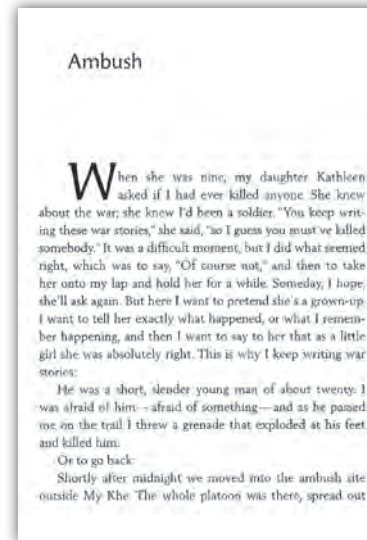 Ambush
When she was nine, my daughter Kathleen
asked if I had ever killed anyone. She knew
about the war; she knew I'd been a soldier. "You keep writ-
ing these war stories," she said, "so I guess you must've killed
somebody." It was a difficult moment, but I did what seemed
right, which was to say, "Of course not," and then to take
her onto my lap and hold her for a while. Someday, I hope,
she'll ask again. But here I want to pretend she's a grown-up.
I want to tell her exactly what happened, or what I remem-
ber happening, and then I want to say to her that as a little
girl she was absolutely right. This is why I keep writing war
stories:
He was a short, slender young man of about twenty. I
was afraid of him—afraid of something—and as he passed
me on the trail I threw a grenade that exploded at his feet
and killed him.
Or to go back:
Shortly after midnight we moved into the ambush site
outside My Khe. The whole platoon was there, spread out